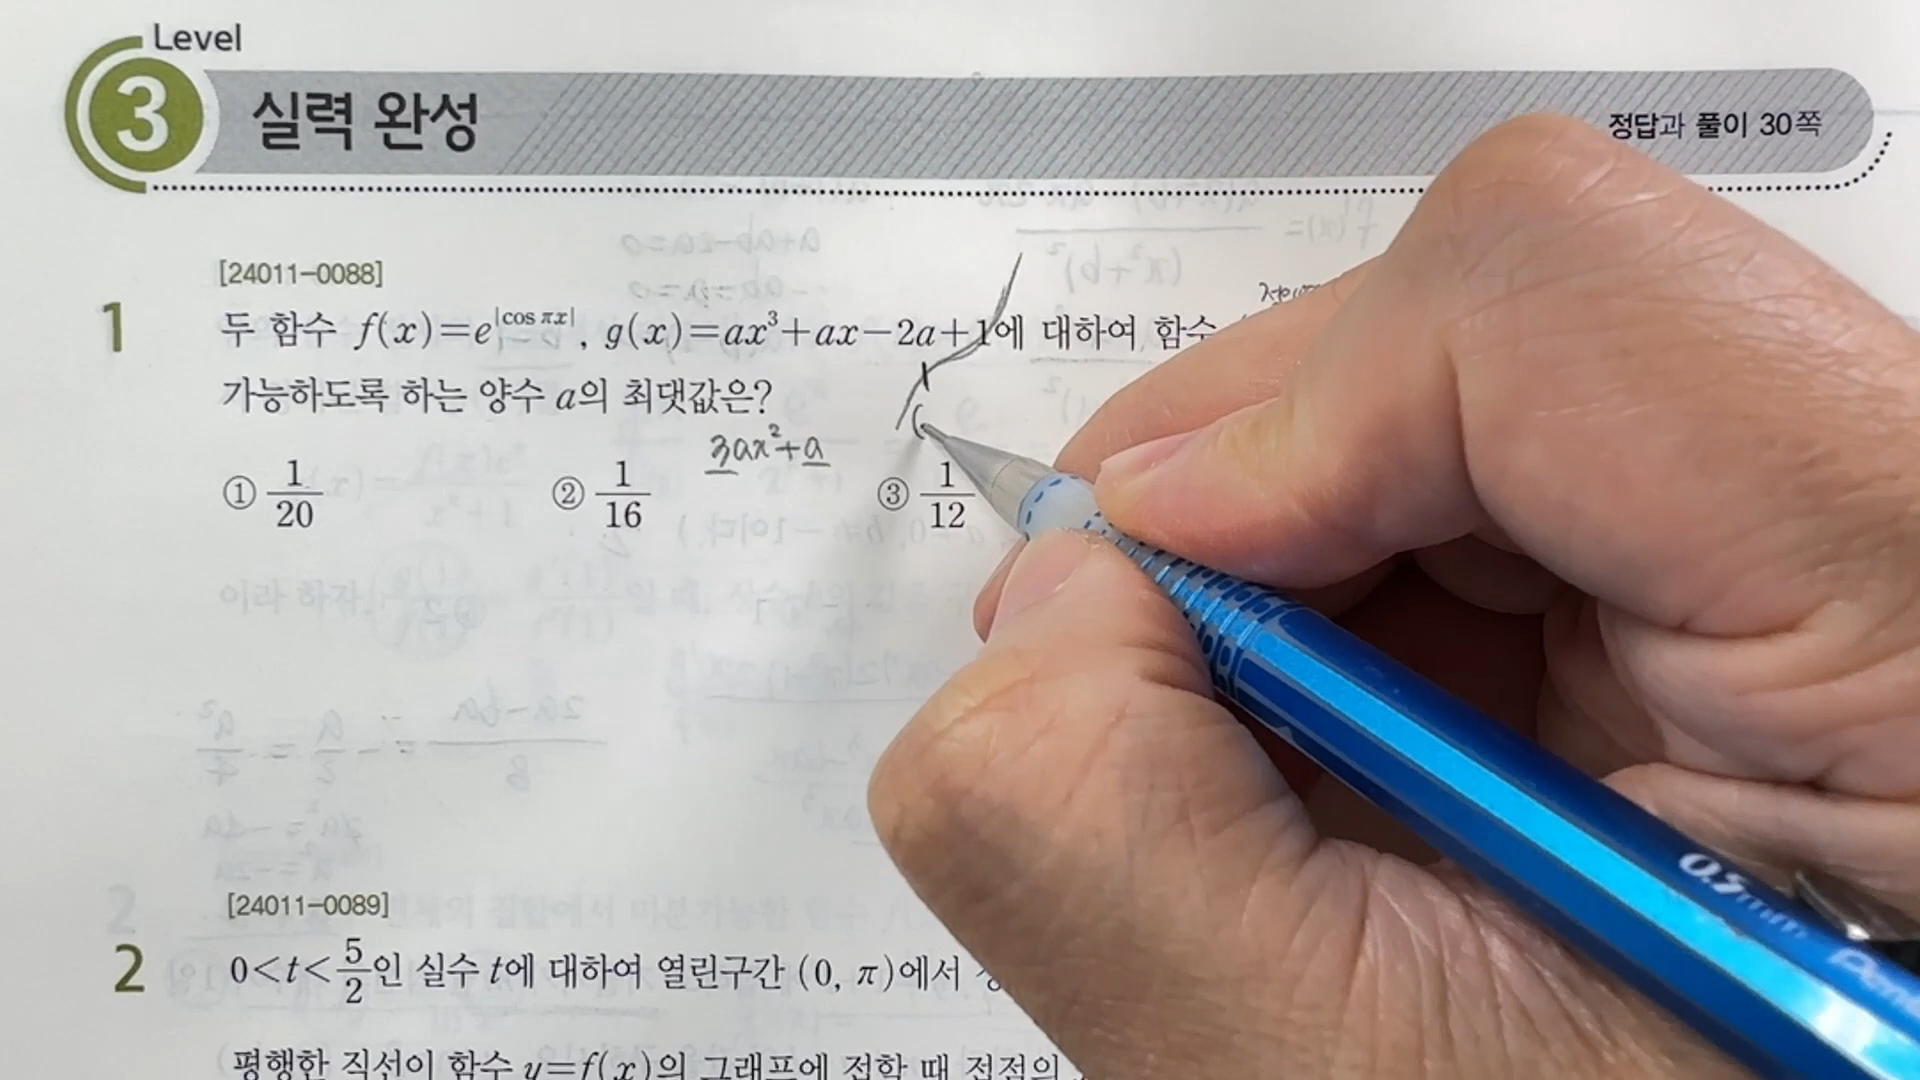 Level
3 실력 완성 정답과 풀이 30쪽
[24011-0088]
1 두 함수 f(x)=e^{|cos πx|}, g(x)=ax³+ax-2a+1에 대하여 함수
가능하도록 하는 양수 a의 최댓값은?
3ax²+a
① 1/20 ② 1/16 ③ 1/12
[24011-0089]
2 0<t<5/2인 실수 t에 대하여 열린구간 (0, π)에서
평행한 직선이 함수 y=f(x)의 그래프에 접할 때 접점의
0.5mm